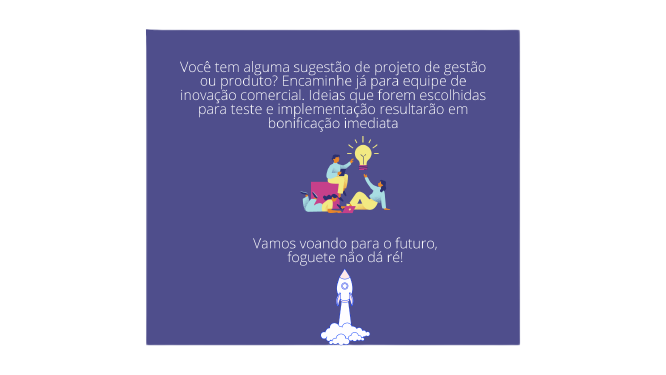 Você tem alguma sugestão de projeto de gestão
ou produto? Encaminhe já para equipe de
inovação comercial. Ideias que forem escolhidas
para teste e implementação resultarão em
bonificação imediata
Vamos voando para o futuro,
foguete não dá ré!